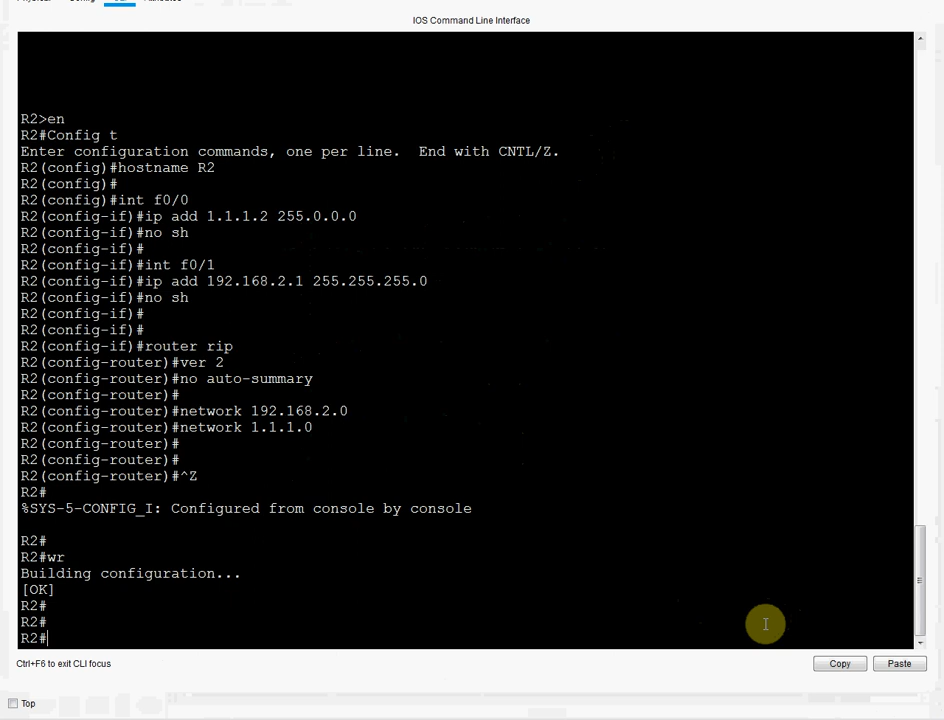 IOS Command Line Interface
R2>en
R2#Config t
Enter configuration commands, one per line.  End with CNTL/Z.
R2(config)#hostname R2
R2(config)#
R2(config)#int f0/0
R2(config-if)#ip add 1.1.1.2 255.0.0.0
R2(config-if)#no sh
R2(config-if)#
R2(config-if)#int f0/1
R2(config-if)#ip add 192.168.2.1 255.255.255.0
R2(config-if)#no sh
R2(config-if)#
R2(config-if)#
R2(config-if)#router rip
R2(config-router)#ver 2
R2(config-router)#no auto-summary
R2(config-router)#
R2(config-router)#network 192.168.2.0
R2(config-router)#network 1.1.1.0
R2(config-router)#
R2(config-router)#
R2(config-router)#^Z
R2#
%SYS-5-CONFIG_I: Configured from console by console
R2#
R2#wr
Building configuration...
[OK]
R2#
R2#
R2#
Ctrl+F6 to exit CLI focus
Copy
Paste
Top